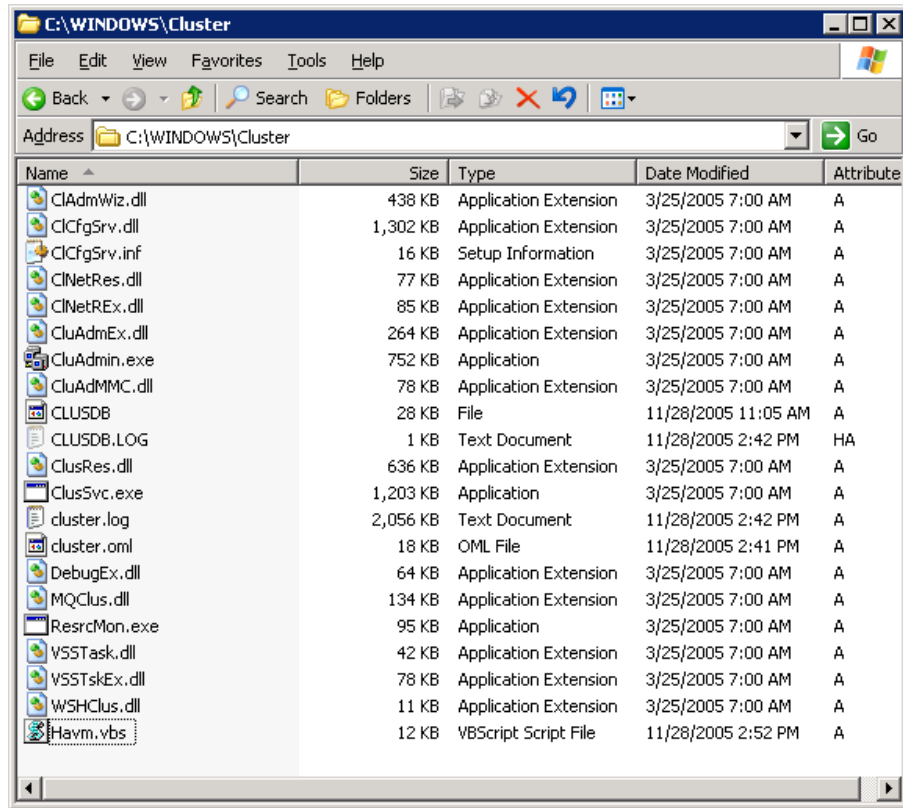 C:\WINDOWS\Cluster
File Edit View Favorites Tools Help
Back Search Folders
Address C:\WINDOWS\Cluster Go
Name Size Type Date Modified Attribute
ClAdmWiz.dll 438 KB Application Extension 3/25/2005 7:00 AM A
ClCfgSrv.dll 1,302 KB Application Extension 3/25/2005 7:00 AM A
ClCfgSrv.inf 16 KB Setup Information 3/25/2005 7:00 AM A
ClNetRes.dll 77 KB Application Extension 3/25/2005 7:00 AM A
ClNetREx.dll 85 KB Application Extension 3/25/2005 7:00 AM A
CluAdmEx.dll 264 KB Application Extension 3/25/2005 7:00 AM A
CluAdmin.exe 752 KB Application 3/25/2005 7:00 AM A
CluAdMMC.dll 78 KB Application Extension 3/25/2005 7:00 AM A
CLUSDB 28 KB File 11/28/2005 11:05 AM A
CLUSDB.LOG 1 KB Text Document 11/28/2005 2:42 PM HA
ClusRes.dll 636 KB Application Extension 3/25/2005 7:00 AM A
ClusSvc.exe 1,203 KB Application 3/25/2005 7:00 AM A
cluster.log 2,056 KB Text Document 11/28/2005 2:42 PM A
cluster.oml 18 KB OML File 11/28/2005 2:41 PM A
DebugEx.dll 64 KB Application Extension 3/25/2005 7:00 AM A
MQClus.dll 134 KB Application Extension 3/25/2005 7:00 AM A
ResrcMon.exe 95 KB Application 3/25/2005 7:00 AM A
VSSTask.dll 42 KB Application Extension 3/25/2005 7:00 AM A
VSSTskEx.dll 78 KB Application Extension 3/25/2005 7:00 AM A
WSHClus.dll 11 KB Application Extension 3/25/2005 7:00 AM A
Havm.vbs 12 KB VBScript Script File 11/28/2005 2:52 PM A